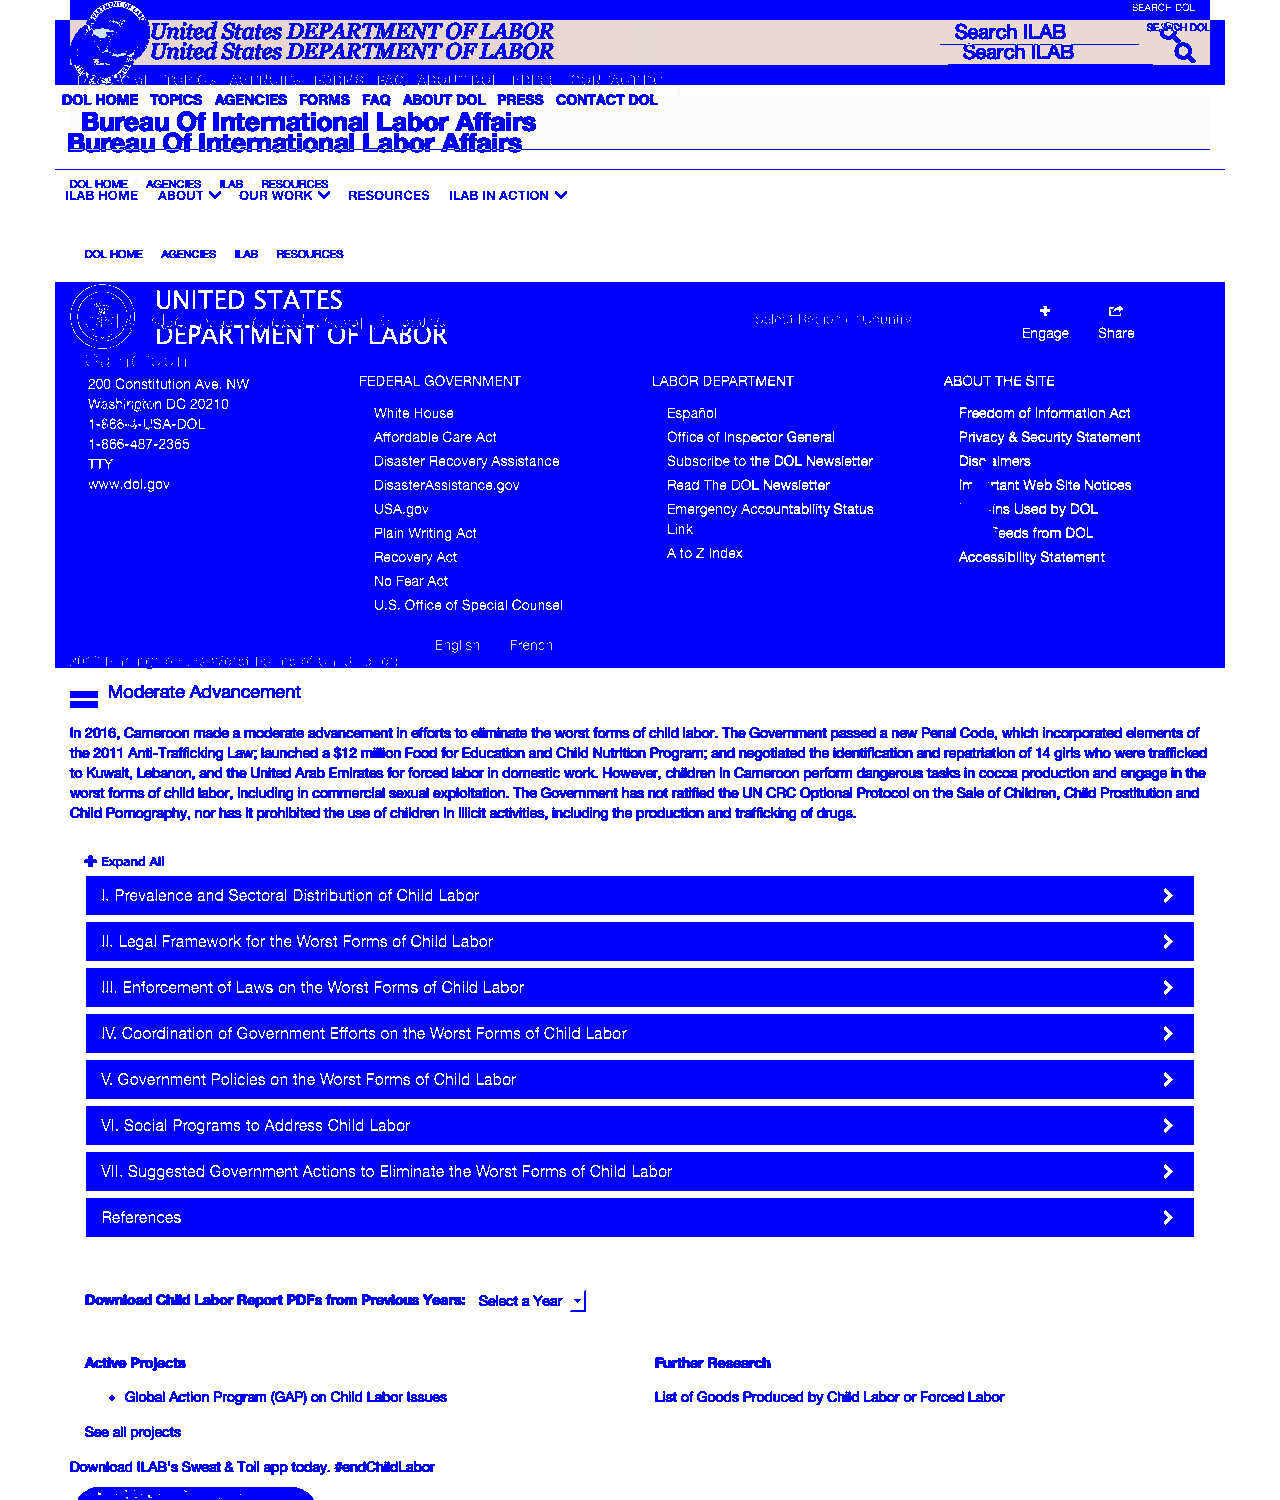 SEARCH DOL
SEARCH DOL
United States DEPARTMENT OF LABOR
United States DEPARTMENT OF LABOR
Search ILAB
Search ILAB
DOL HOME TOPICS AGENCIES FORMS FAQ ABOUT DOL PRESS CONTACT DOL
Bureau Of International Labor Affairs
Bureau Of International Labor Affairs
DOL HOME AGENCIES ILAB RESOURCES
ILAB HOME ABOUT OUR WORK RESOURCES ILAB IN ACTION
DOL HOME AGENCIES ILAB RESOURCES
UNITED STATES
DEPARTMENT OF LABOR
Engage Share
200 Constitution Ave. NW
Washington DC 20210
1-866-4-USA-DOL
1-866-487-2365
TTY
www.dol.gov
FEDERAL GOVERNMENT
White House
Affordable Care Act
Disaster Recovery Assistance
DisasterAssistance.gov
USA.gov
Plain Writing Act
Recovery Act
No Fear Act
U.S. Office of Special Counsel
LABOR DEPARTMENT
Español
Office of Inspector General
Subscribe to the DOL Newsletter
Read The DOL Newsletter
Emergency Accountability Status
Link
A to Z Index
ABOUT THE SITE
Freedom of Information Act
Privacy & Security Statement
Web Site Notices
Used by DOL
from DOL
Accessibility Statement
English French
Moderate Advancement
In 2016, Cameroon made a moderate advancement in efforts to eliminate the worst forms of child labor. The Government passed a new Penal Code, which incorporated elements of
the 2011 Anti-Trafficking Law; launched a $12 million Food for Education and Child Nutrition Program; and negotiated the identification and repatriation of 14 girls who were trafficked
to Kuwait, Lebanon, and the United Arab Emirates for forced labor in domestic work. However, children in Cameroon perform dangerous tasks in cocoa production and engage in the
worst forms of child labor, including in commercial sexual exploitation. The Government has not ratified the UN CRC Optional Protocol on the Sale of Children, Child Prostitution and
Child Pornography, nor has it prohibited the use of children in illicit activities, including the production and trafficking of drugs.
Expand All
I. Prevalence and Sectoral Distribution of Child Labor
II. Legal Framework for the Worst Forms of Child Labor
III. Enforcement of Laws on the Worst Forms of Child Labor
IV. Coordination of Government Efforts on the Worst Forms of Child Labor
V. Government Policies on the Worst Forms of Child Labor
VI. Social Programs to Address Child Labor
VII. Suggested Government Actions to Eliminate the Worst Forms of Child Labor
References
Download Child Labor Report PDFs from Previous Years: Select a Year
Active Projects
Global Action Program (GAP) on Child Labor Issues
See all projects
Further Research
List of Goods Produced by Child Labor or Forced Labor
Download ILAB's Sweat & Toil app today. #endChildLabor